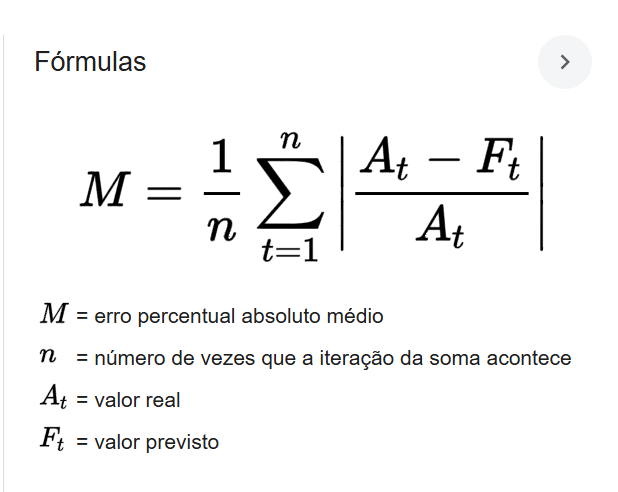 Fórmulas
M = \frac{1}{n} \sum_{t=1}^{n} \left| \frac{A_t - F_t}{A_t} \right|
M = erro percentual absoluto médio
n = número de vezes que a iteração da soma acontece
A_t = valor real
F_t = valor previsto